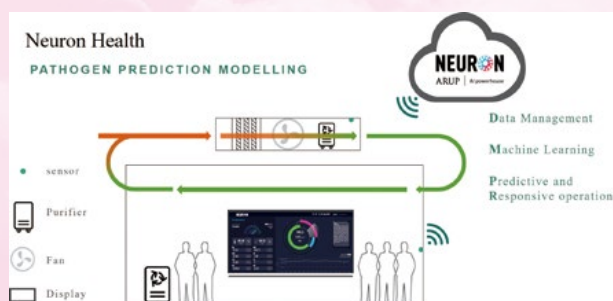 Neuron Health
PATHOGEN PREDICTION MODELLING
NEURON
ARUP
Data Management
Machine Learning
Predictive and
Responsive operation
sensor
Purifier
Fan
Display